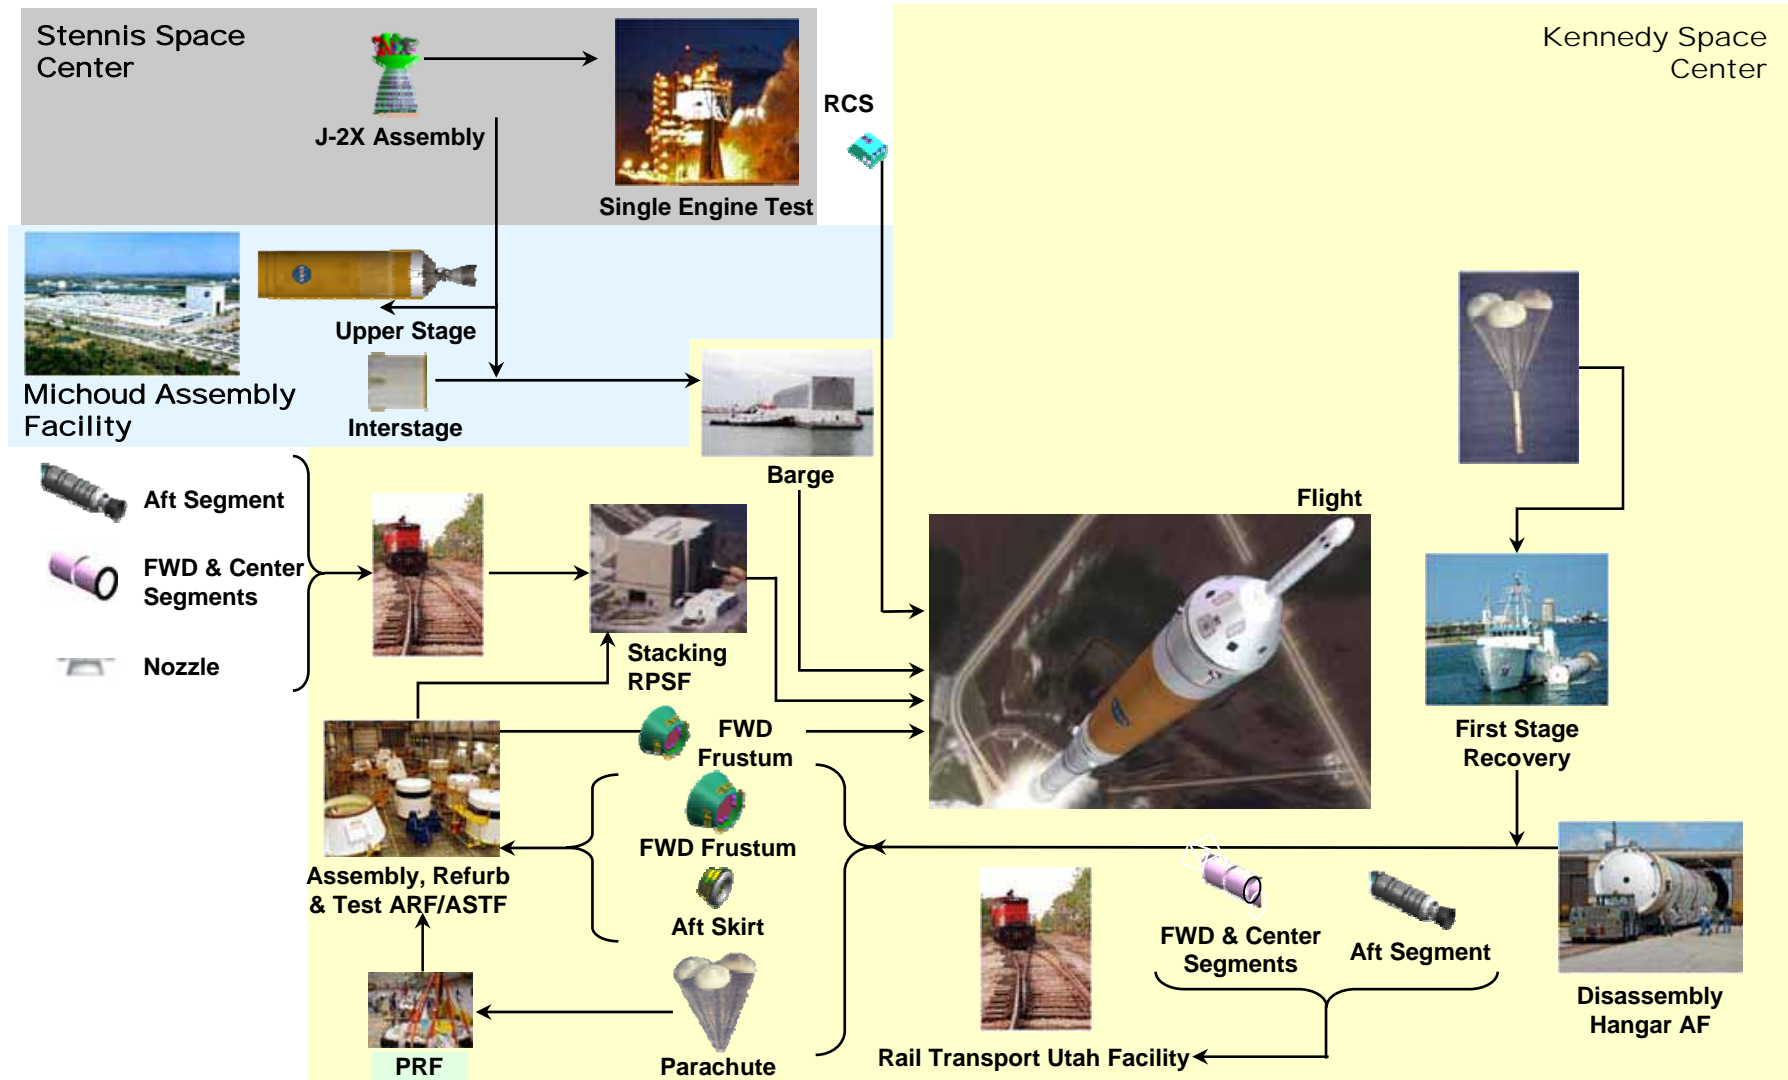 Stennis Space
Center
Kennedy Space
Center
J-2X Assembly
Single Engine Test
RCS
Upper Stage
Michoud Assembly
Facility
Interstage
Barge
Aft Segment
FWD & Center
Segments
Nozzle
Stacking
RPSF
Flight
FWD
Frustum
First Stage
Recovery
FWD Frustum
Assembly, Refurb
& Test ARF/ASTF
Aft Skirt
FWD & Center
Segments
Aft Segment
Disassembly
Hangar AF
PRF
Parachute
Rail Transport Utah Facility